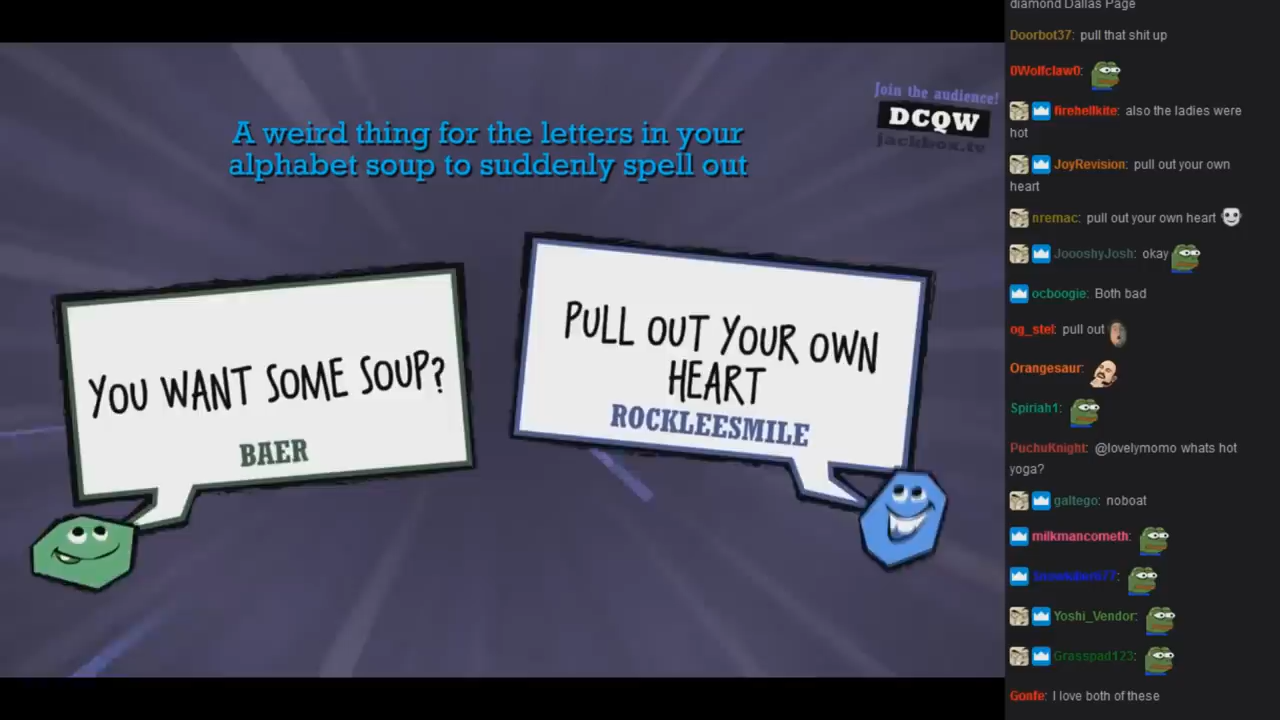 A weird thing for the letters in your
alphabet soup to suddenly spell out
Join the audience!
DCQW
jackbox.tv
YOU WANT SOME SOUP?
BAER
PULL OUT YOUR OWN
HEART
ROCKLEESMILE
diamond Dallas Page
Doorbot37: pull that shit up
0Wolfclaw0:
firehellkite: also the ladies were
hot
JoyRevision: pull out your own
heart
nremac: pull out your own heart
JoooshyJosh: okay
ocboogie: Both bad
og_stel: pull out
Orangesaur:
Spiriah1:
PuchuKnight: @lovelymomo whats hot
yoga?
galtego: noboat
milkmancometh:
Yoshi_Vendor:
Grasspad123:
Gonfe: I love both of these